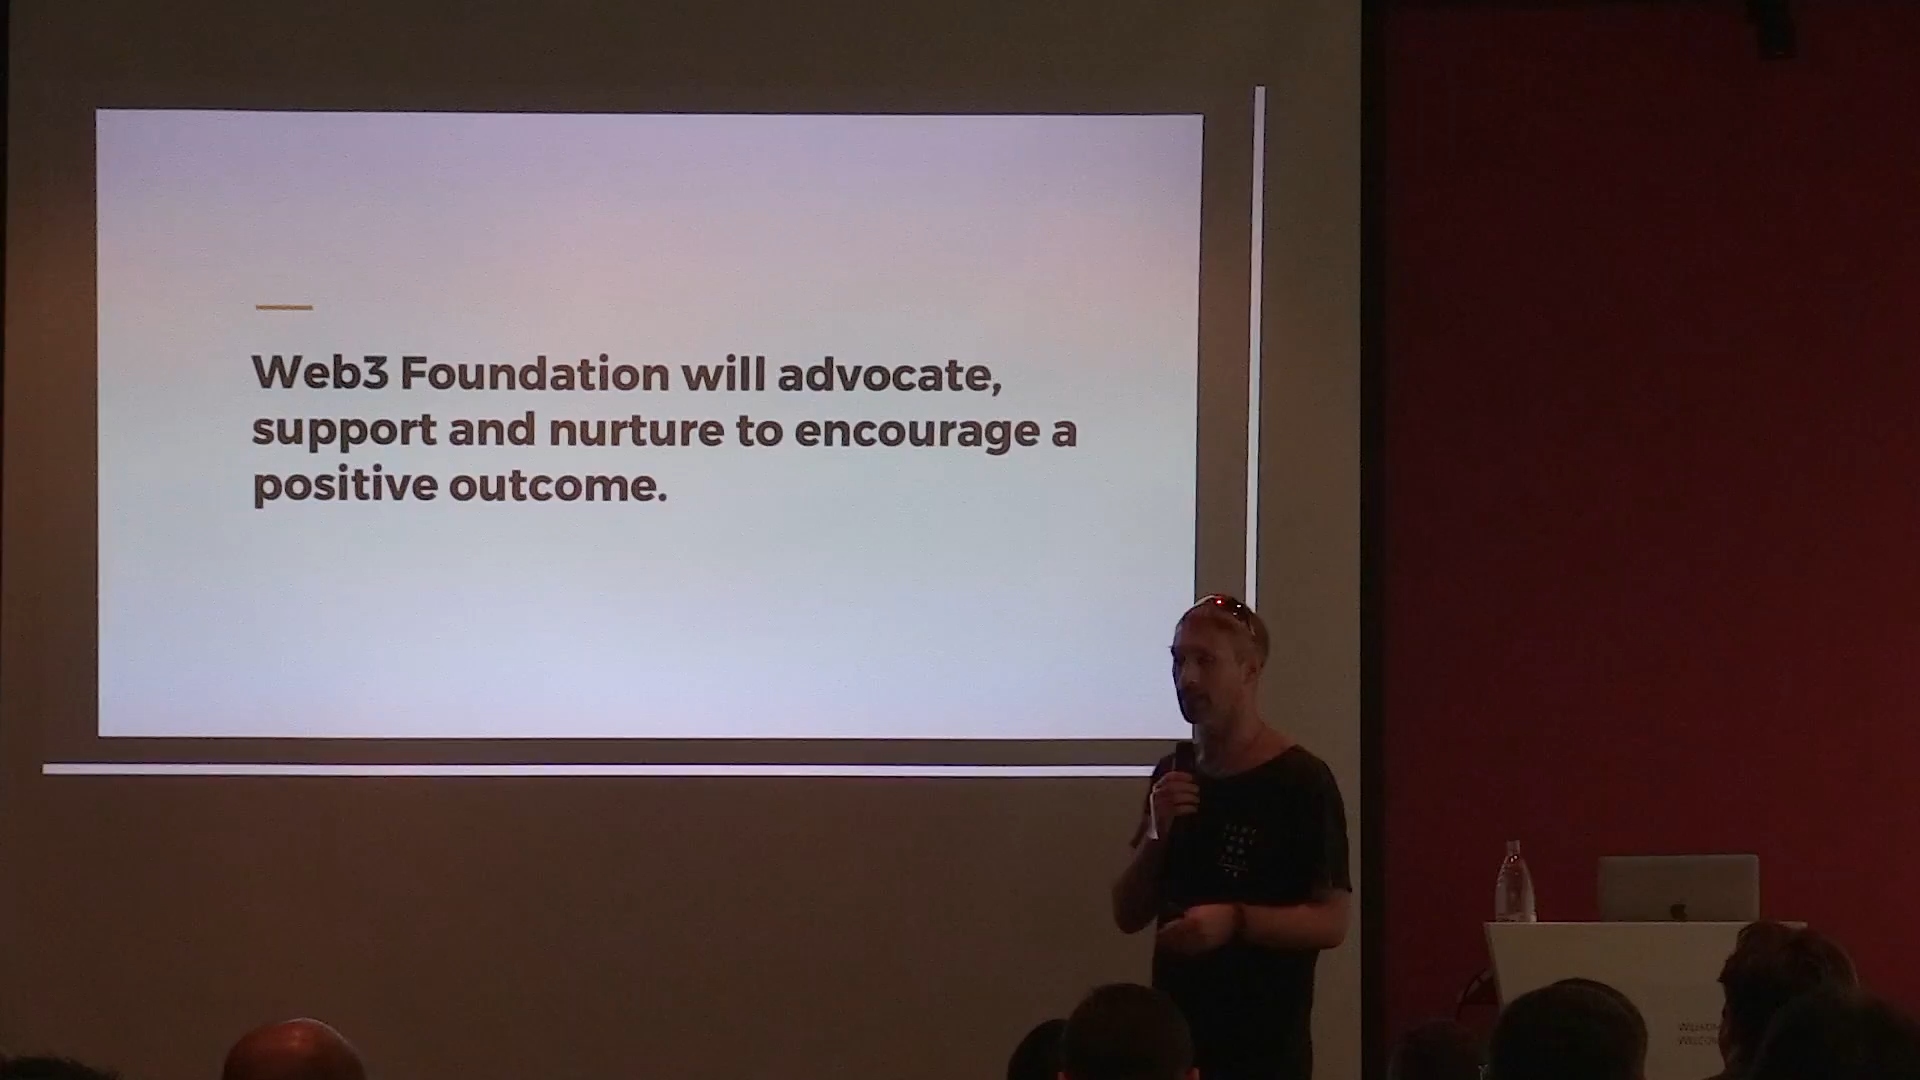 Web3 Foundation will advocate,
support and nurture to encourage a
positive outcome.